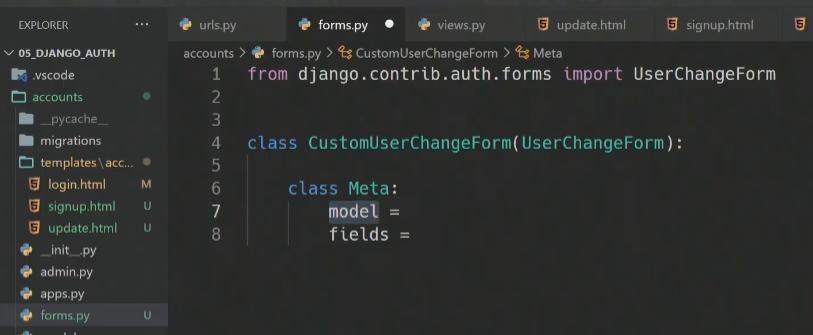 EXPLORER ...
05_DJANGO_AUTH
.vscode
accounts
__pycache__
migrations
templates\acc...
login.html M
signup.html U
update.html U
__init__.py
admin.py
apps.py
forms.py U
urls.py forms.py views.py update.html signup.html
accounts > forms.py > CustomUserChangeForm > Meta
1 from django.contrib.auth.forms import UserChangeForm
2
3
4 class CustomUserChangeForm(UserChangeForm):
5
6 class Meta:
7 model =
8 fields =